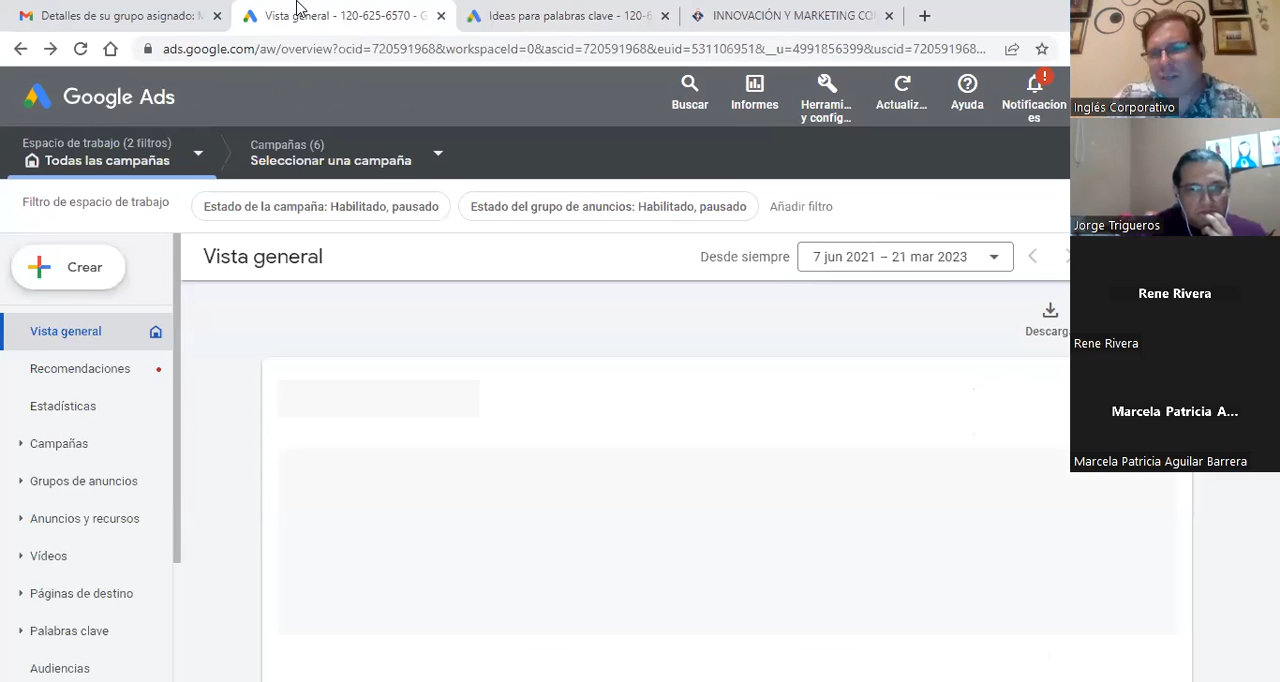 Detalles de su grupo asignado: M
Vista general - 120-625-6570 - G
Ideas para palabras clave - 120-6
INNOVACIÓN Y MARKETING CO
ads.google.com/aw/overview?ocid=720591968&workspaceId=0&ascid=720591968&euid=531106951&__u=4991856399&uscid=720591968...
Google Ads
Buscar
Informes
Herrami...
y config...
Actualiz...
Ayuda
Notificacion
es
Espacio de trabajo (2 filtros)
Todas las campañas
Campañas (6)
Seleccionar una campaña
Filtro de espacio de trabajo
Estado de la campaña: Habilitado, pausado
Estado del grupo de anuncios: Habilitado, pausado
Añadir filtro
Crear
Vista general
Desde siempre
7 jun 2021 – 21 mar 2023
Descarg
Vista general
Recomendaciones
Estadísticas
Campañas
Grupos de anuncios
Anuncios y recursos
Vídeos
Páginas de destino
Palabras clave
Audiencias
Inglés Corporativo
Jorge Trigueros
Rene Rivera
Rene Rivera
Marcela Patricia A...
Marcela Patricia Aguilar Barrera